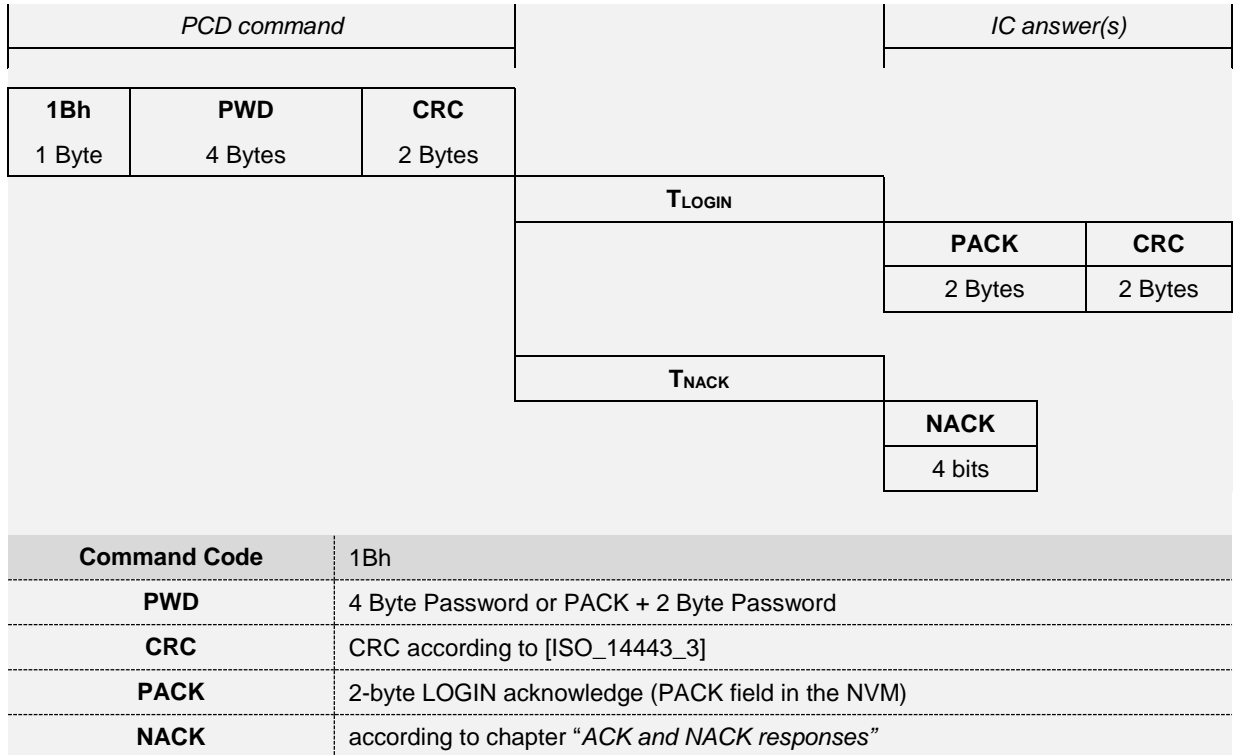 PCD command IC answer(s)
1Bh PWD CRC
1 Byte 4 Bytes 2 Bytes
TLOGIN
PACK CRC
2 Bytes 2 Bytes
TNACK
NACK
4 bits
Command Code 1Bh
PWD 4 Byte Password or PACK + 2 Byte Password
CRC CRC according to [ISO_14443_3]
PACK 2-byte LOGIN acknowledge (PACK field in the NVM)
NACK according to chapter “ACK and NACK responses”